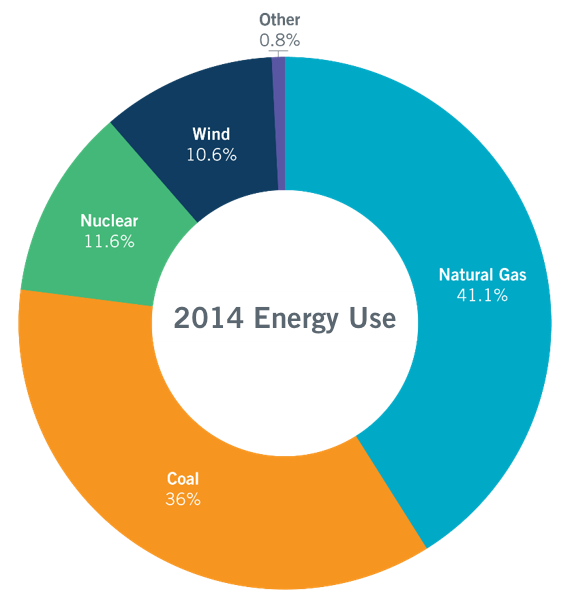 Other
0.8%
Wind
10.6%
Nuclear
11.6%
Natural Gas
41.1%
2014 Energy Use
Coal
36%